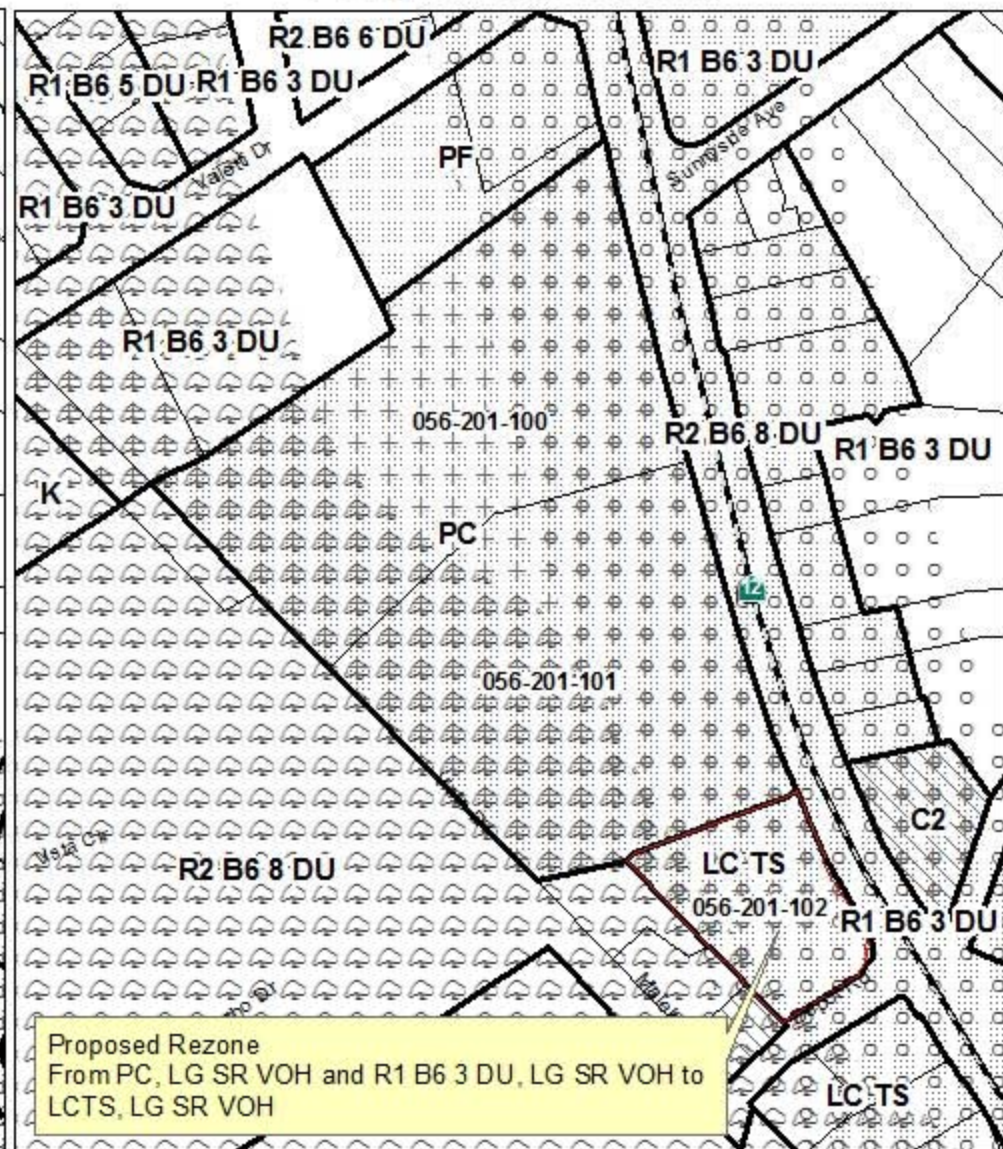 R2 B6 6 DU
R1 B6 5 DU
R1 B6 3 DU
R1 B6 3 DU
Valetti Dr
Sunnyside Ave
PF
R1 B6 3 DU
R1 B6 3 DU
056-201-100
R2 B6 8 DU
R1 B6 3 DU
K
PC
12
056-201-101
C2
Vista Cir
R2 B6 8 DU
LC TS
056-201-102
R1 B6 3 DU
Proposed Rezone
From PC, LG SR VOH and R1 B6 3 DU, LG SR VOH to
LCTS, LG SR VOH
LC TS